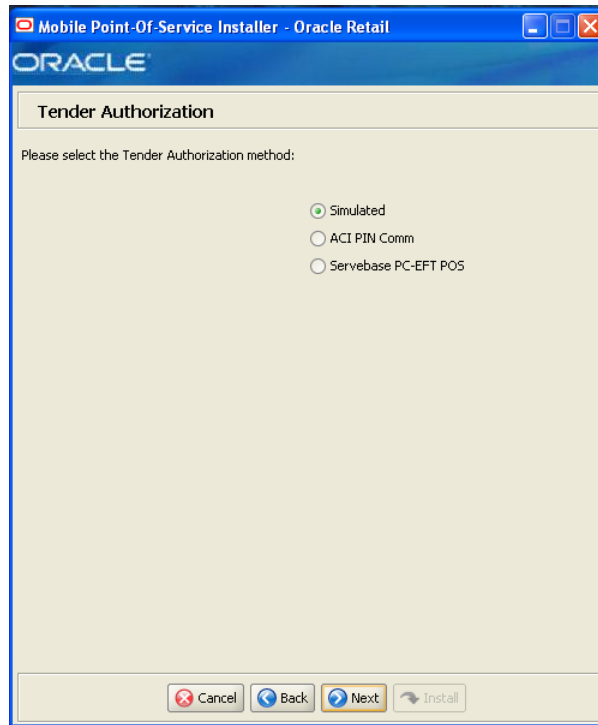 Mobile Point-Of-Service Installer - Oracle Retail
ORACLE
Tender Authorization
Please select the Tender Authorization method:
Simulated
ACI PIN Comm
Servebase PC-EFT POS
Cancel Back Next Install